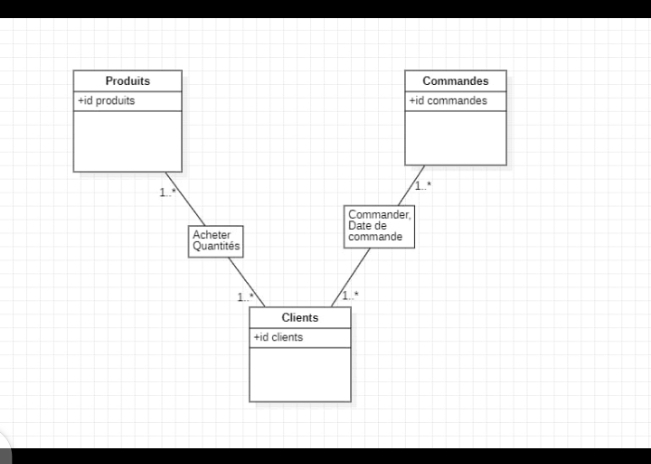 Produits
+id produits
Commandes
+id commandes
1..*
1..*
Acheter
Quantités
Commander,
Date de
commande
1..*
1..*
Clients
+id clients